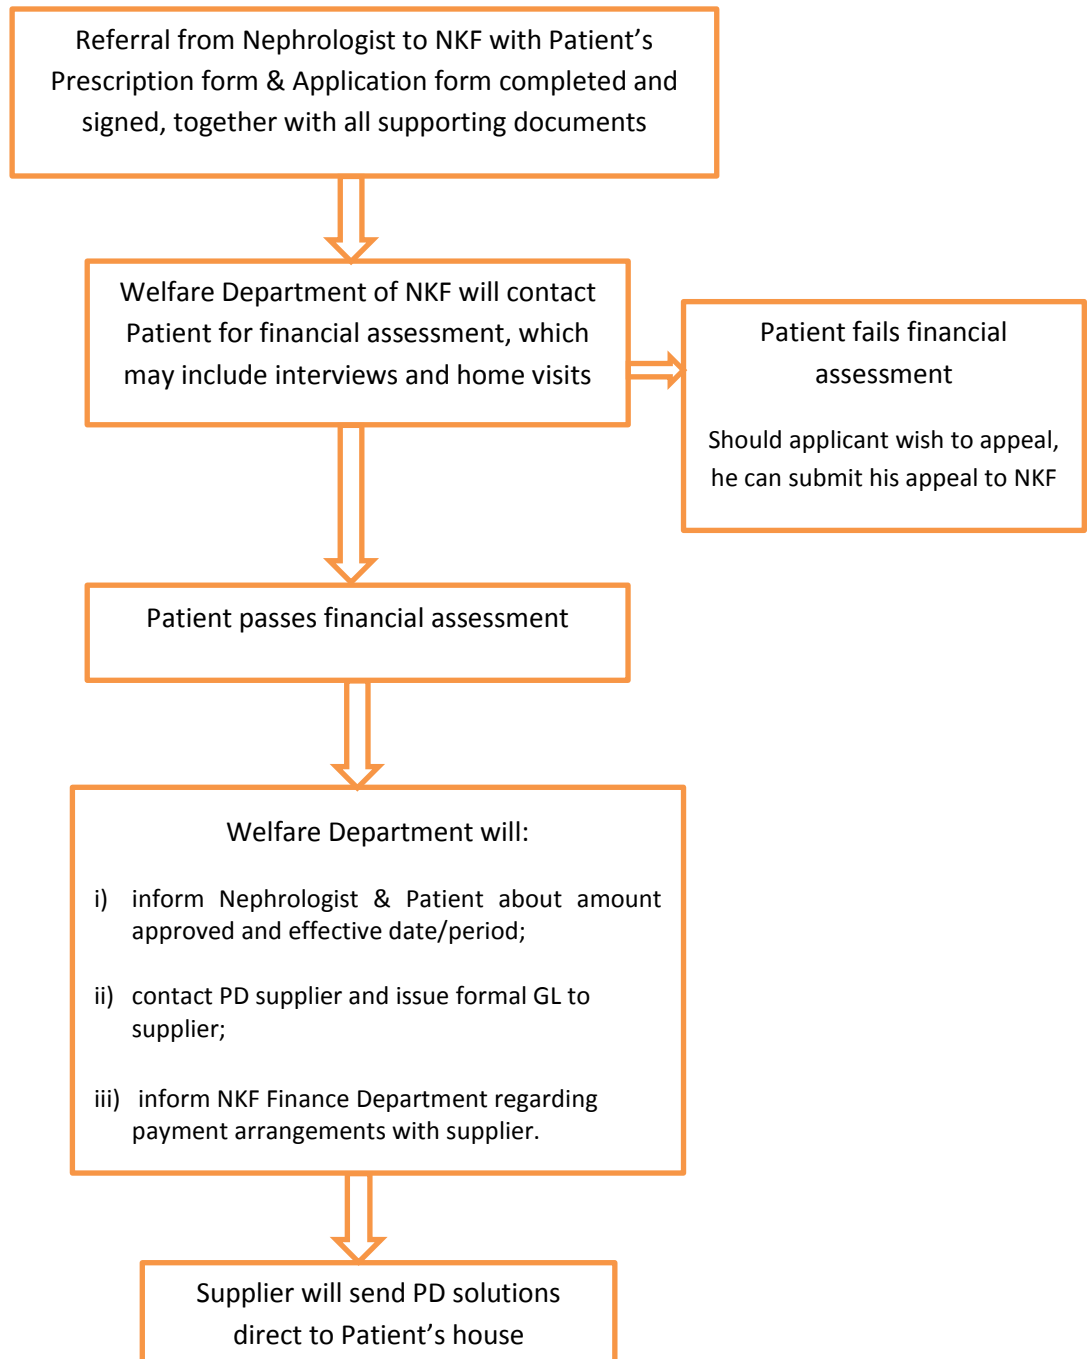 Referral from Nephrologist to NKF with Patient’s
Prescription form & Application form completed and
signed, together with all supporting documents
Welfare Department of NKF will contact
Patient for financial assessment, which
may include interviews and home visits
Patient fails financial
assessment
Should applicant wish to appeal,
he can submit his appeal to NKF
Patient passes financial assessment
Welfare Department will:
i) inform Nephrologist & Patient about amount
approved and effective date/period;
ii) contact PD supplier and issue formal GL to
supplier;
iii) inform NKF Finance Department regarding
payment arrangements with supplier.
Supplier will send PD solutions
direct to Patient’s house